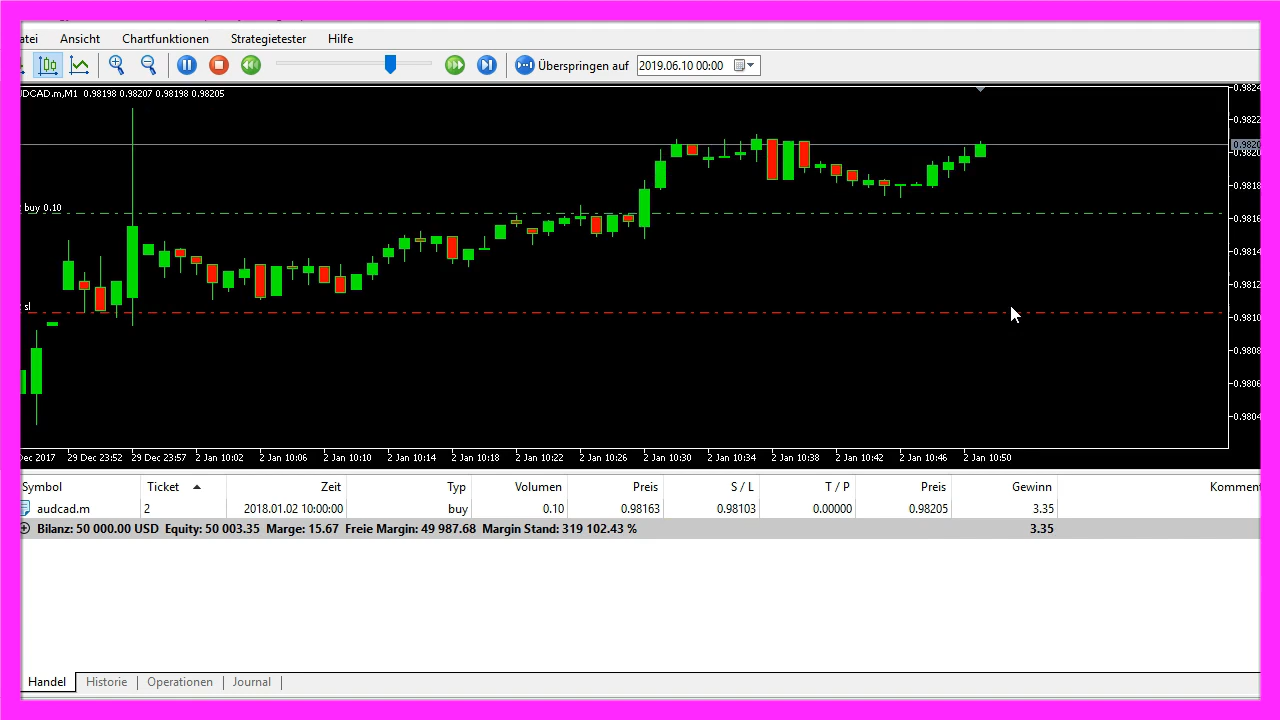 atei Ansicht Chartfunktionen Strategietester Hilfe
Überspringen auf 2019.06.10 00:00
DCAD.m,M1 0.98198 0.98207 0.98198 0.98205
0.9824
0.9822
0.9820
0.9820
0.9818
buy 0.10
0.9816
0.9814
0.9812
sl
0.9810
0.9808
0.9806
0.9804
ec 2017 29 Dec 23:52 29 Dec 23:57 2 Jan 10:02 2 Jan 10:06 2 Jan 10:10 2 Jan 10:14 2 Jan 10:18 2 Jan 10:22 2 Jan 10:26 2 Jan 10:30 2 Jan 10:34 2 Jan 10:38 2 Jan 10:42 2 Jan 10:46 2 Jan 10:50
Symbol Ticket Zeit Typ Volumen Preis S / L T / P Preis Gewinn Kommen
audcad.m 2 2018.01.02 10:00:00 buy 0.10 0.98163 0.98103 0.00000 0.98205 3.35
Bilanz: 50 000.00 USD Equity: 50 003.35 Marge: 15.67 Freie Margin: 49 987.68 Margin Stand: 319 102.43 % 3.35
Handel Historie Operationen Journal